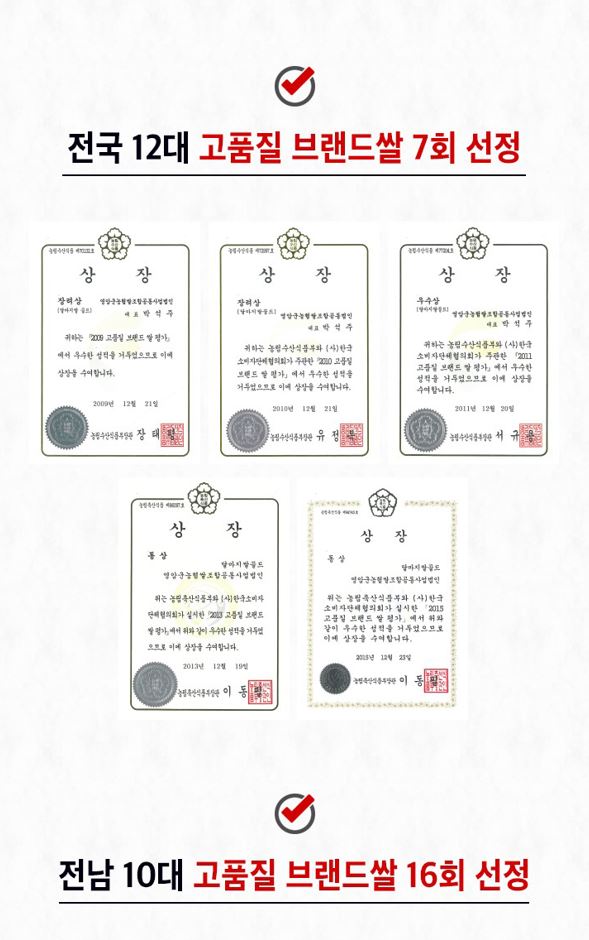 전국 12대 고품질 브랜드쌀 7회 선정
상 장
장려상 영암군농협쌀조합공동사업법인
(달마지쌀 골드) 대표 박 석 주
귀하는 「2009 고품질 브랜드 쌀 평가」
에서 우수한 성적을 거두었으므로 이에
상장을 수여합니다.
2009년 12월 21일
농림수산식품부장관 장 태 평
상 장
장려상
(달마지쌀골드) 영암군농협쌀조합공동사업법인
대표 박 석 주
귀하는 농림수산식품부와 (사)한국
소비자단체협의회가 주관한 「2010 고품질
브랜드 쌀 평가」에서 우수한 성적을
거두었으므로 이에 상장을 수여합니다.
2010년 12월 21일
농림수산식품부장관 유 정 복
상 장
우수상
(달마지쌀골드) 영암군농협쌀조합공동사업법인
대표 박 석 주
귀하는 농림수산식품부와 (사)한국
소비자단체협의회가 주관한 「2011
고품질 브랜드 쌀 평가」에서 우수한
성적을 거두었으므로 이에 상장을
수여합니다.
2011년 12월 20일
농림수산식품부장관 서 규 용
상 장
동 상
달마지쌀골드
영암군농협쌀조합공동사업법인
위는 농림축산식품부와 (사)한국소비자
단체협의회가 실시한 「2013 고품질 브랜드
쌀 평가」에서 위와 같이 우수한 성적을 거두었
으므로 이에 상장을 수여합니다.
2013년 12월 19일
농림축산식품부장관 이 동 필
상 장
동 상
달마지쌀골드
영암군농협쌀조합공동사업법인
위는 농림축산식품부와 (사)한국
소비자단체협의회가 실시한 「2015
고품질 브랜드 쌀 평가」에서 위와
같이 우수한 성적을 거두었으므로
이에 상장을 수여합니다.
2015년 12월 23일
농림축산식품부장관 이 동 필
전남 10대 고품질 브랜드쌀 16회 선정